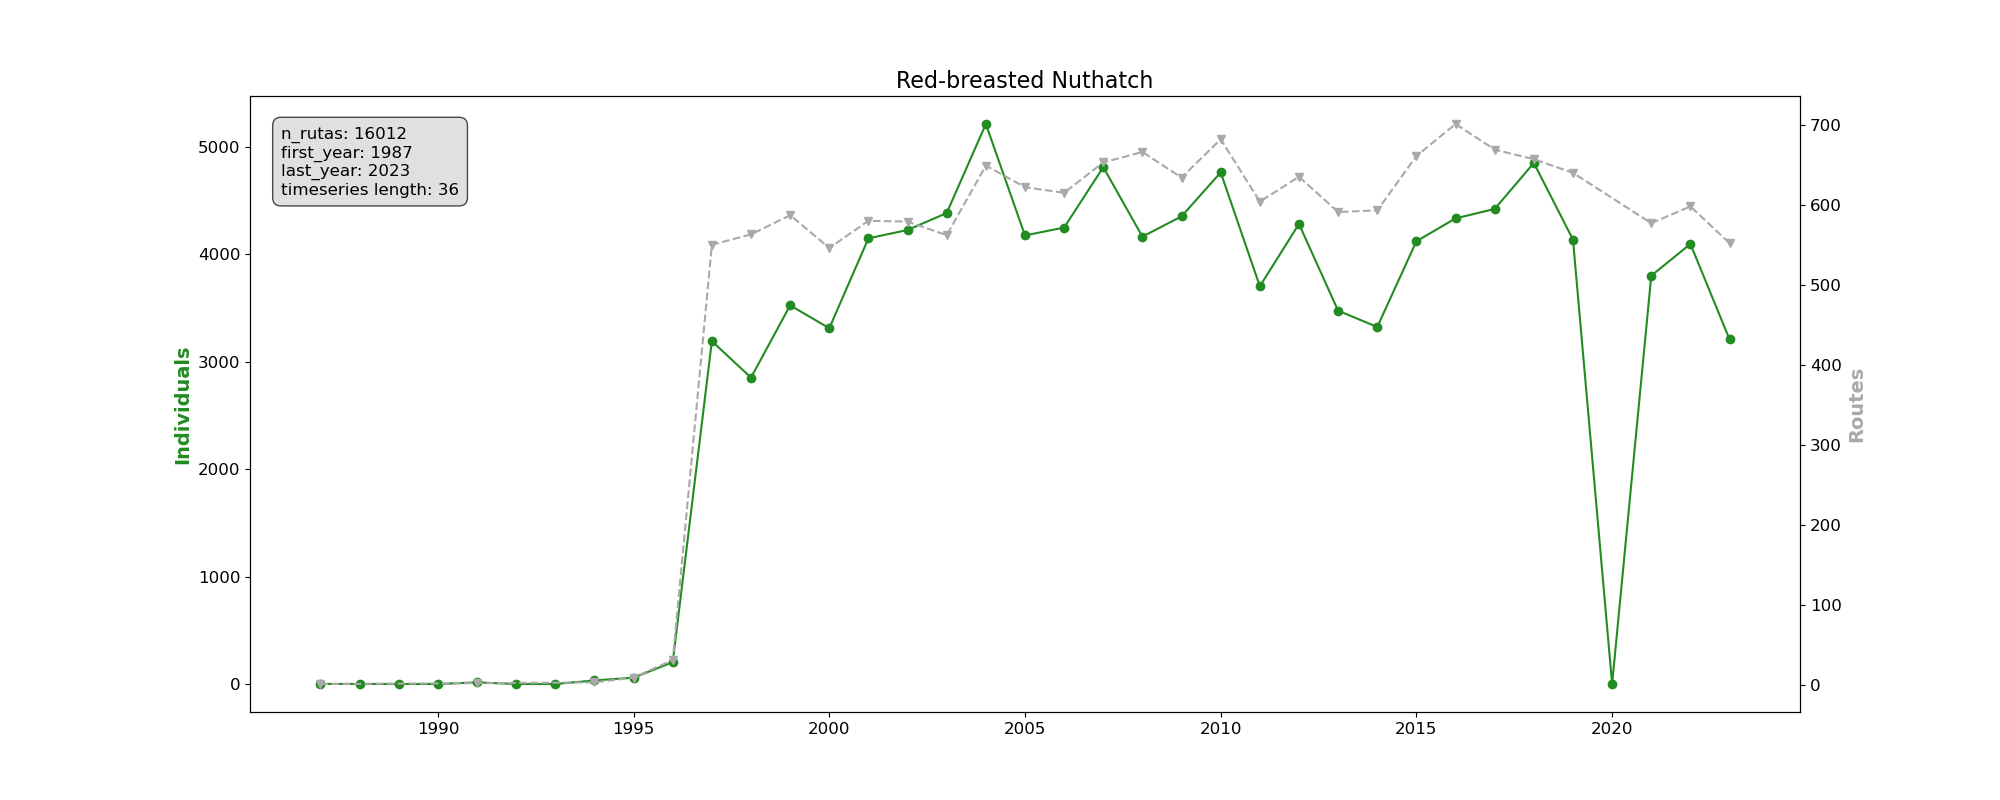 Red-breasted Nuthatch
n_rutas: 16012
first_year: 1987
last_year: 2023
timeseries length: 36
Individuals
5000
4000
3000
2000
1000
0
Routes
700
600
500
400
300
200
100
0
1990 1995 2000 2005 2010 2015 2020